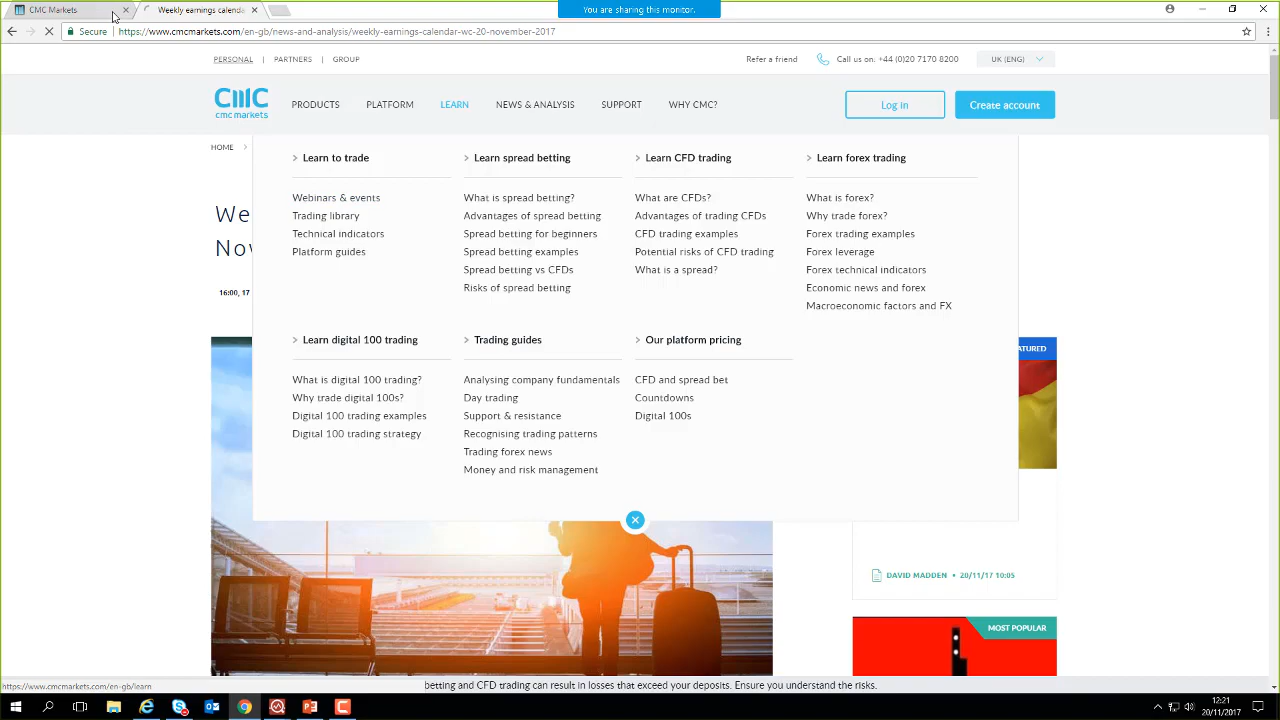 CMC Markets
Weekly earnings calenda
You are sharing this monitor.
Secure
https://www.cmcmarkets.com/en-gb/news-and-analysis/weekly-earnings-calendar-wc-20-november-2017
PERSONAL | PARTNERS | GROUP
Refer a friend
Call us on: +44 (0)20 7170 8200
UK (ENG)
cmc markets
PRODUCTS PLATFORM LEARN NEWS & ANALYSIS SUPPORT WHY CMC?
Log in
Create account
HOME
We
Nov
16:00, 17
Learn to trade
Webinars & events
Trading library
Technical indicators
Platform guides
Learn spread betting
What is spread betting?
Advantages of spread betting
Spread betting for beginners
Spread betting examples
Spread betting vs CFDs
Risks of spread betting
Learn CFD trading
What are CFDs?
Advantages of trading CFDs
CFD trading examples
Potential risks of CFD trading
What is a spread?
Learn forex trading
What is forex?
Why trade forex?
Forex trading examples
Forex leverage
Forex technical indicators
Economic news and forex
Macroeconomic factors and FX
Learn digital 100 trading
What is digital 100 trading?
Why trade digital 100s?
Digital 100 trading examples
Digital 100 trading strategy
Trading guides
Analysing company fundamentals
Day trading
Support & resistance
Recognising trading patterns
Trading forex news
Money and risk management
Our platform pricing
CFD and spread bet
Countdowns
Digital 100s
ATURED
DAVID MADDEN • 20/11/17 10:05
MOST POPULAR
https://www.cmcmarkets.com/en-gb/learn
betting and CFD trading can result in losses that exceed your deposits. Ensure you understand the risks.
12:21
20/11/2017